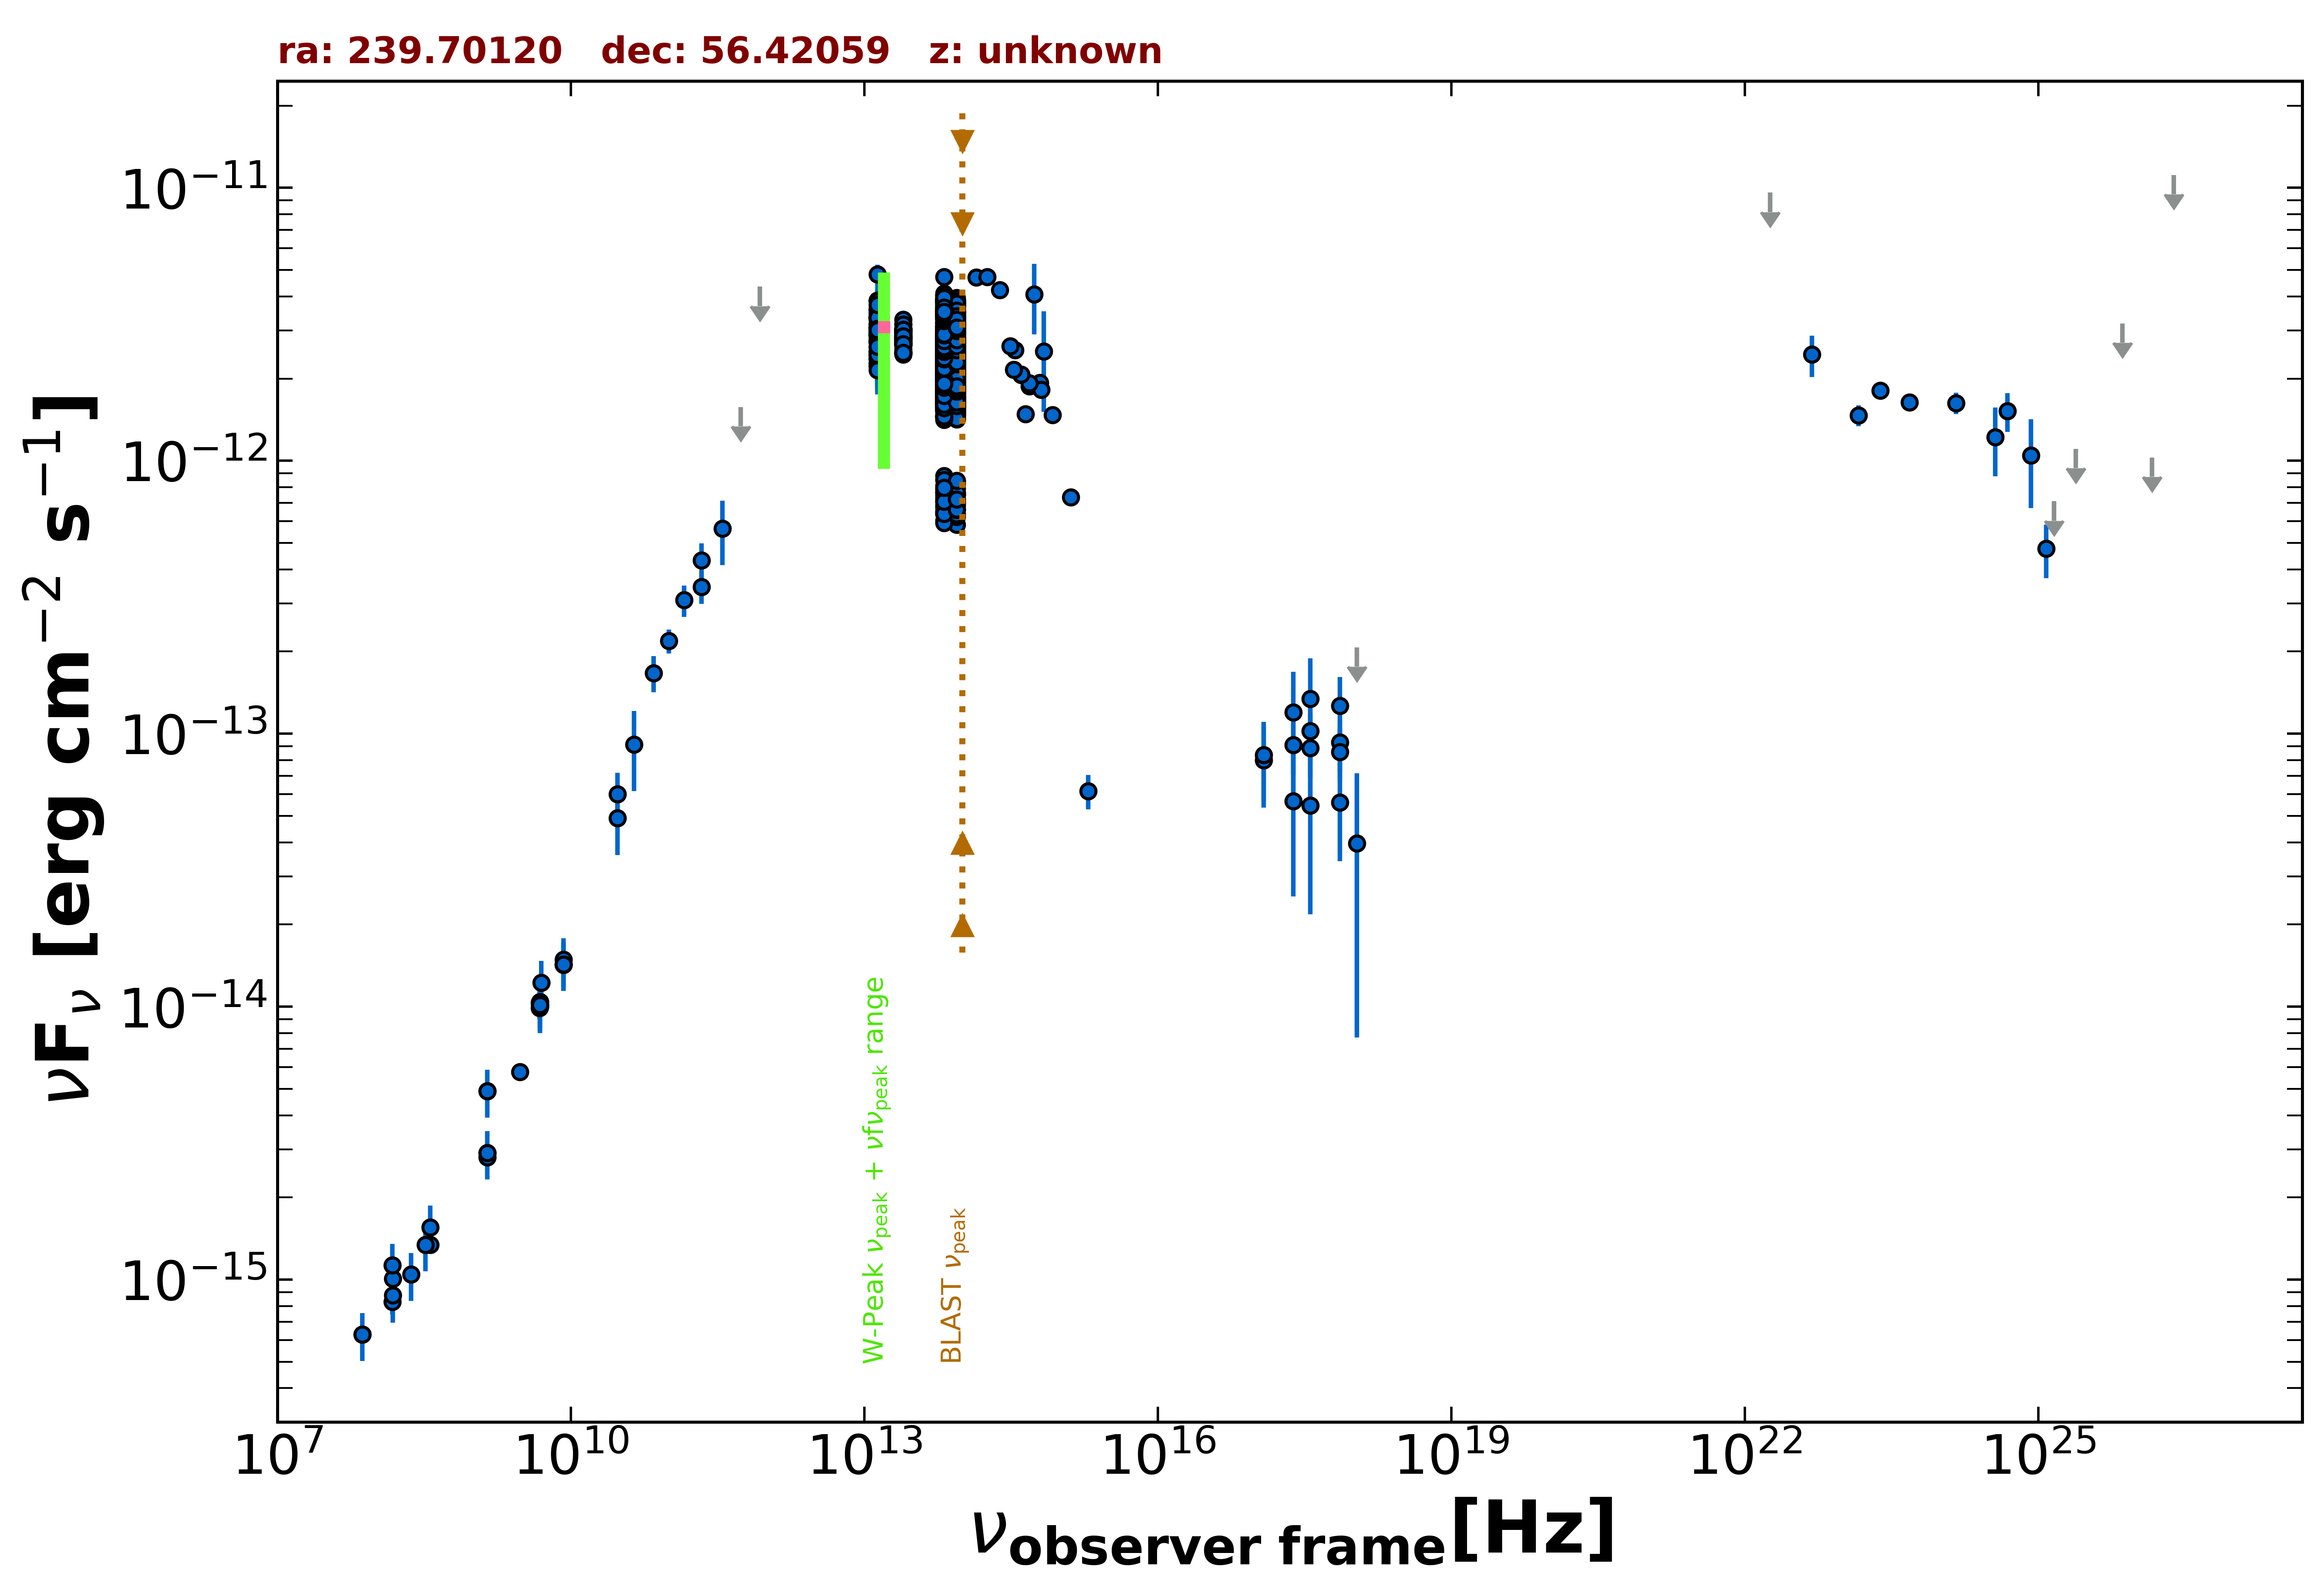 ra: 239.70120   dec: 56.42059   z: unknown
νFν [erg cm−2 s−1]
10−11
10−12
10−13
10−14
10−15
W-Peak νpeak + νfνpeak range
BLAST νpeak
107 1010 1013 1016 1019 1022 1025
νobserver frame[Hz]